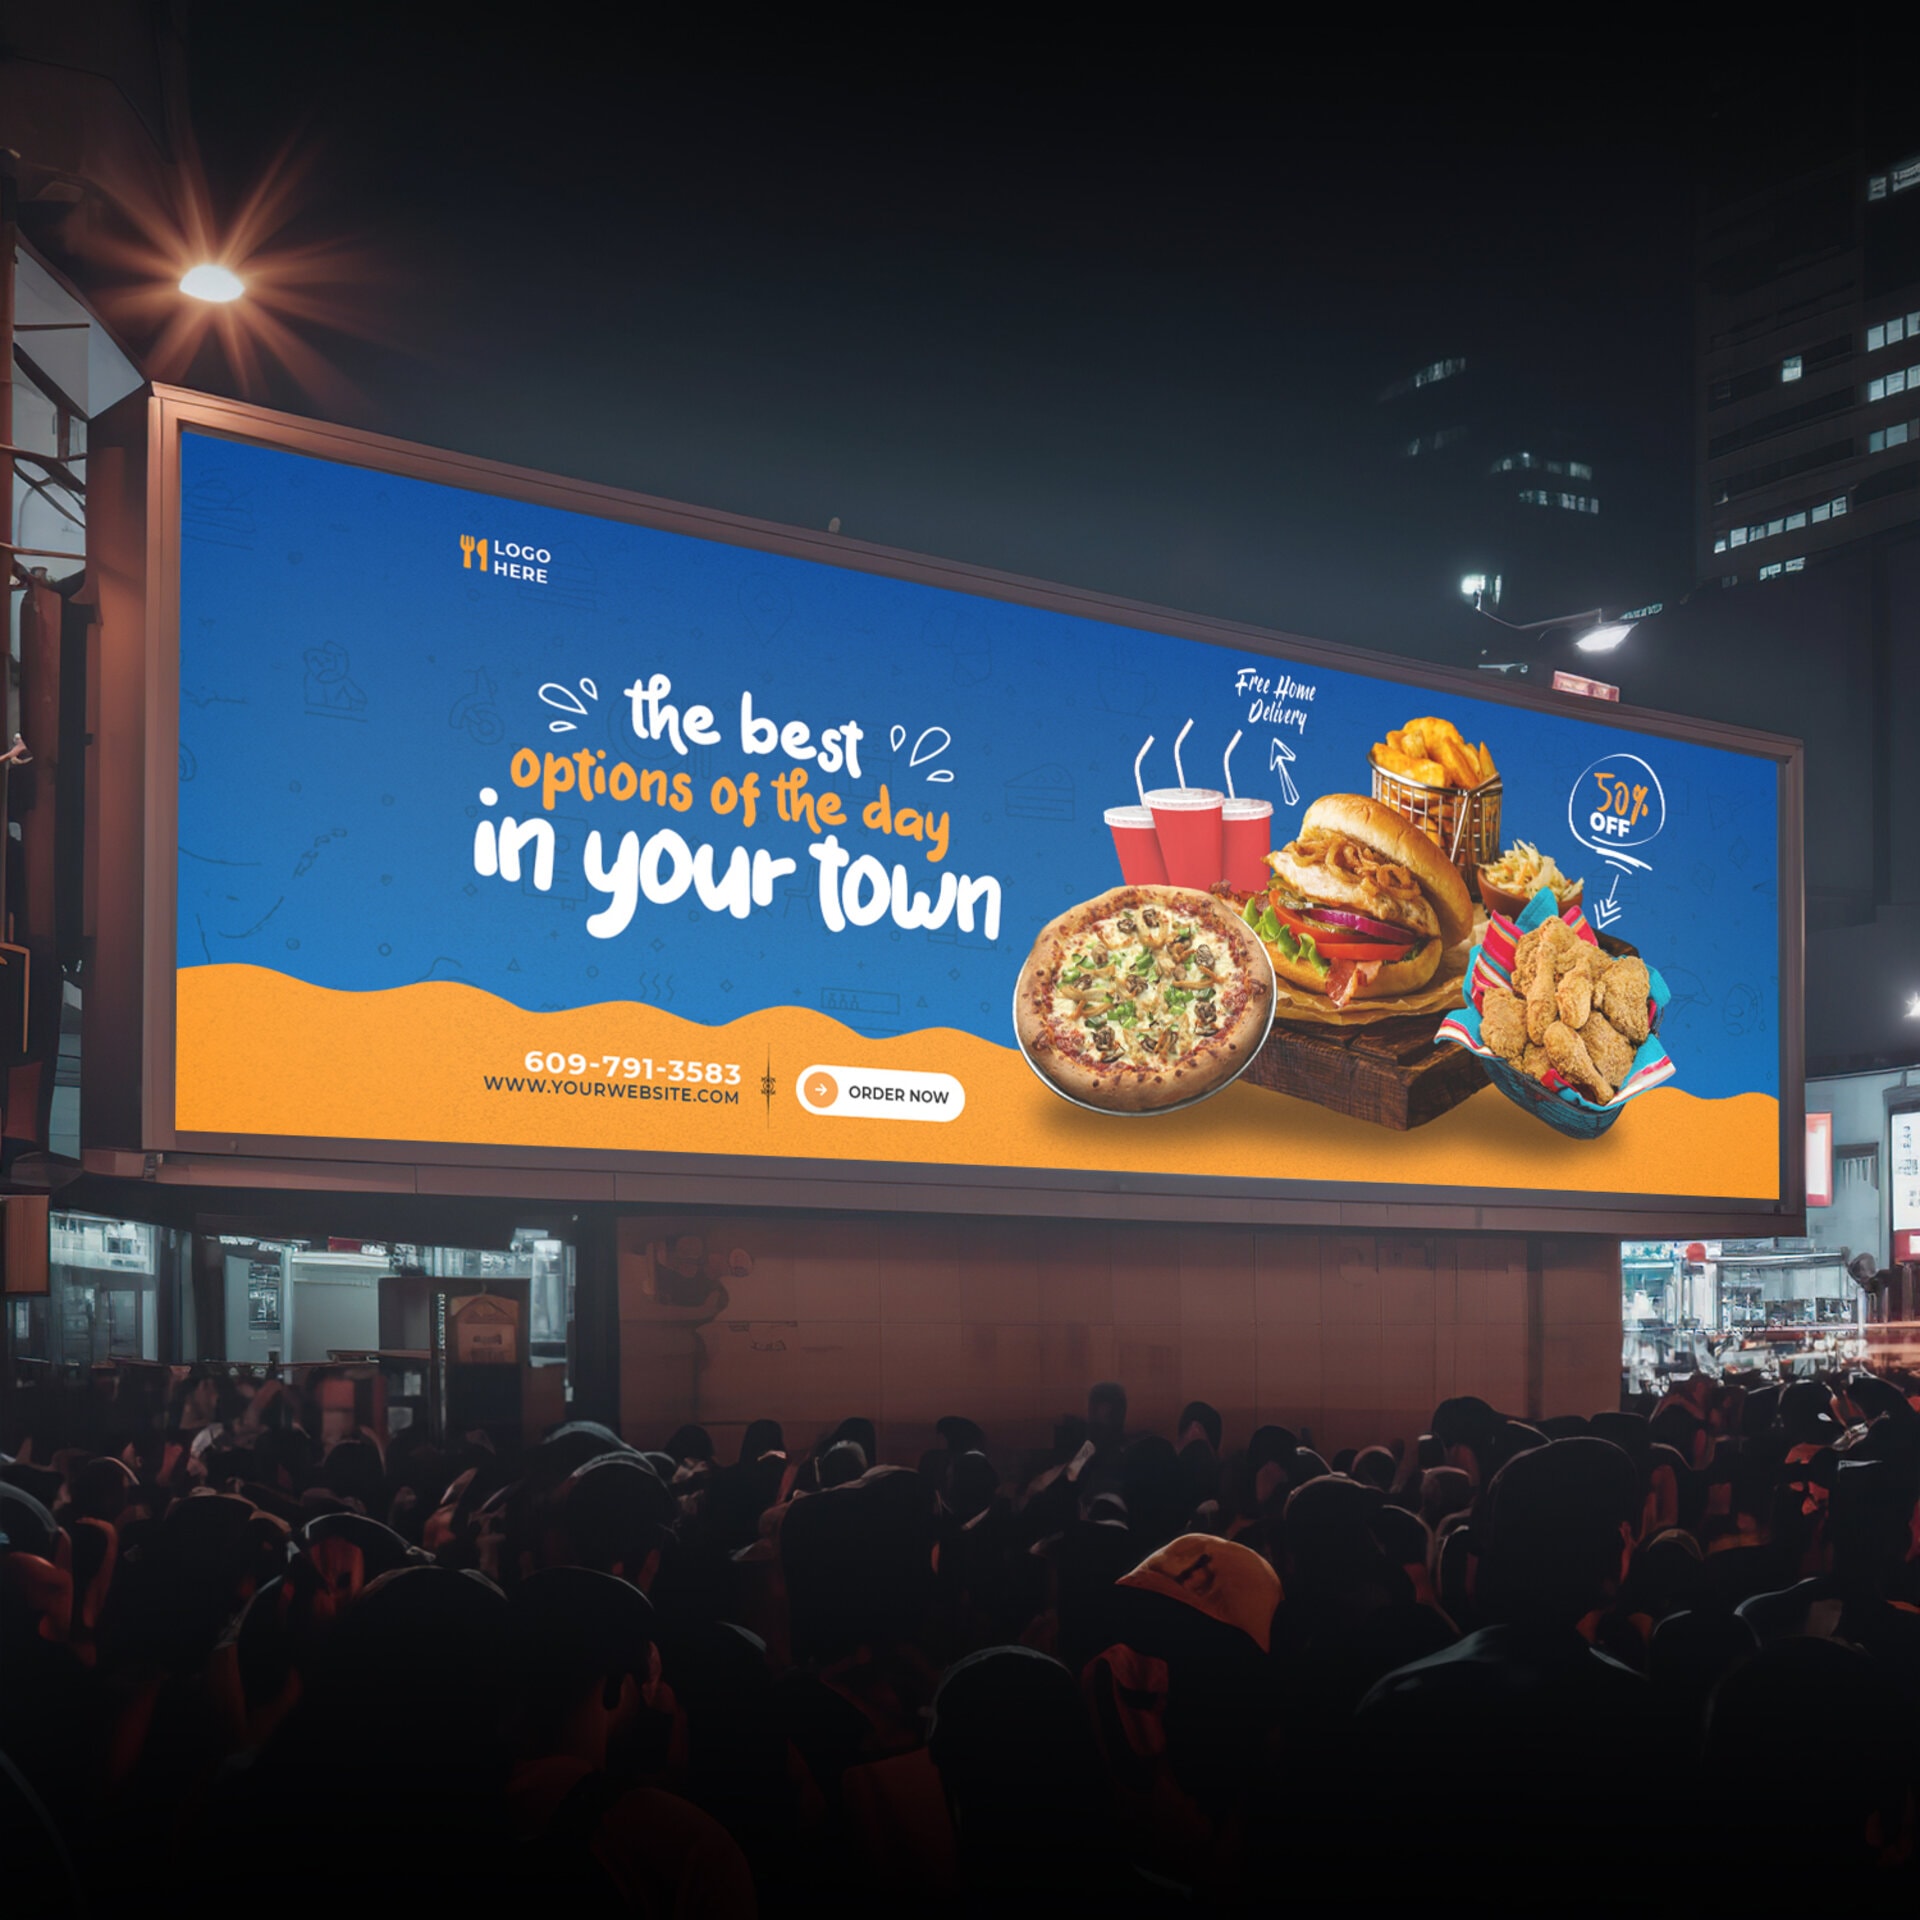 LOGO
HERE
the best
options of the day
in your town
Free Home
Delivery
50%
OFF
609-791-3583
WWW.YOURWEBSITE.COM
ORDER NOW